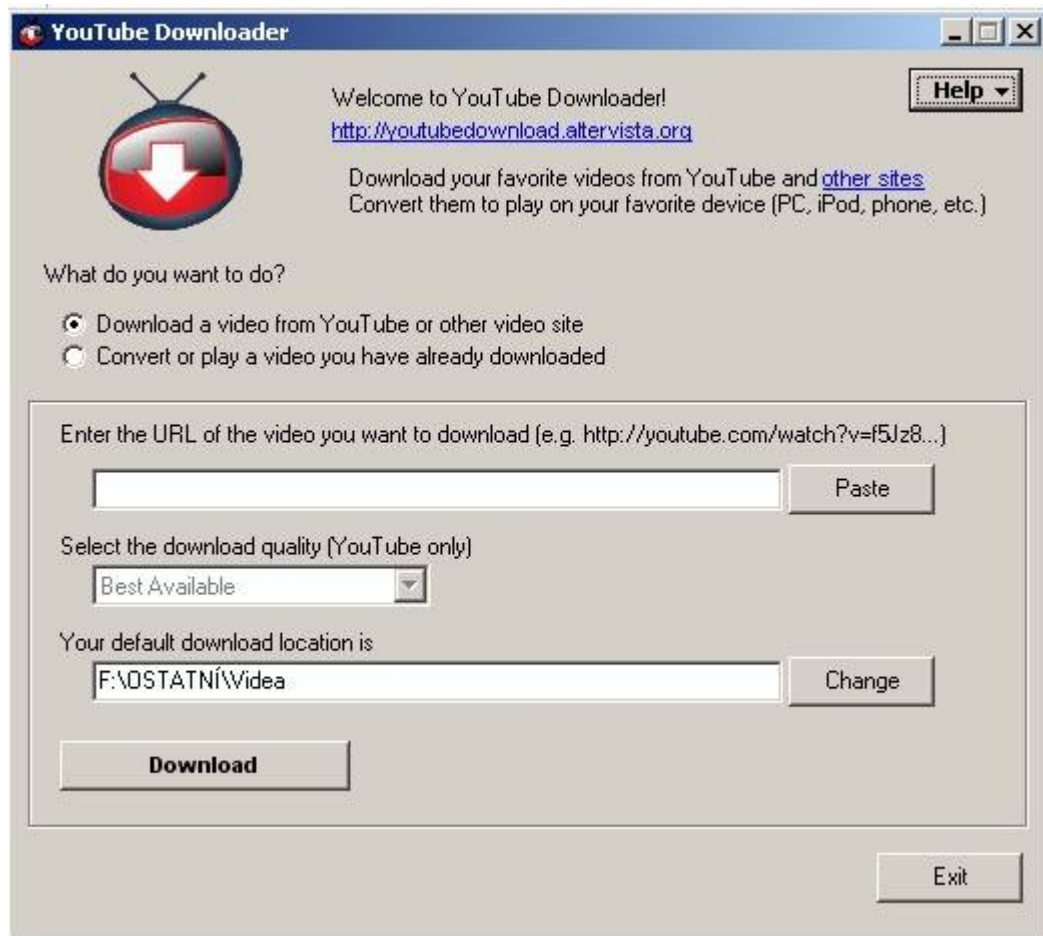 YouTube Downloader
Help
Welcome to YouTube Downloader!
http://youtubedownload.altervista.org
Download your favorite videos from YouTube and other sites
Convert them to play on your favorite device (PC, iPod, phone, etc.)
What do you want to do?
Download a video from YouTube or other video site
Convert or play a video you have already downloaded
Enter the URL of the video you want to download (e.g. http://youtube.com/watch?v=f5Jz8...)
Paste
Select the download quality (YouTube only)
Best Available
Your default download location is
F:\OSTATNÍ\Videa
Change
Download
Exit